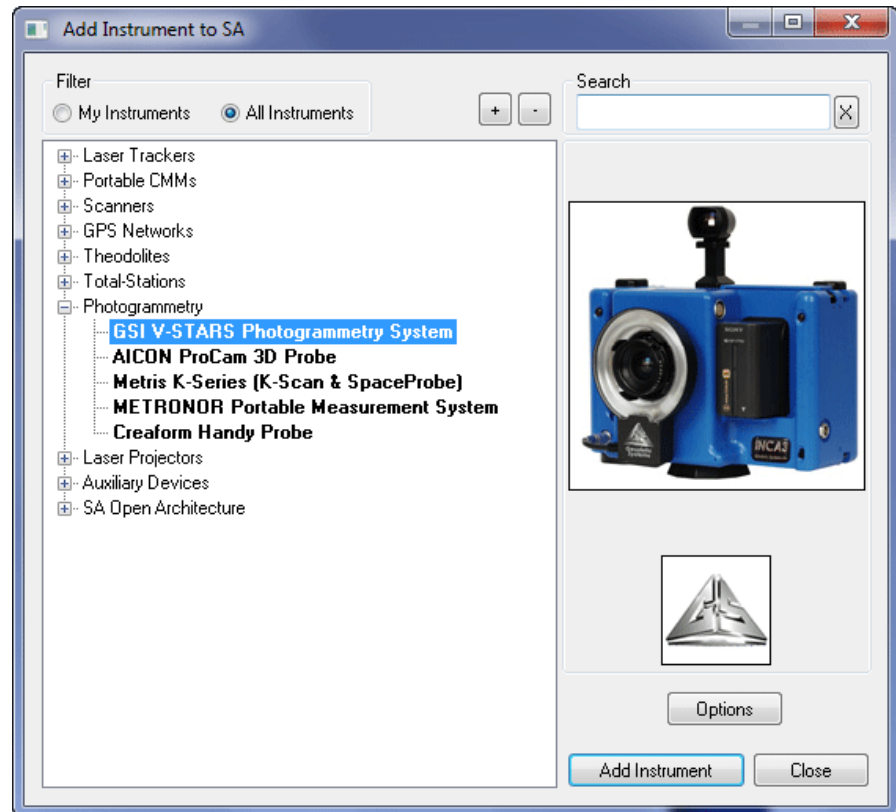 Add Instrument to SA
X
Filter
My Instruments
All Instruments
+
-
Search
X
Laser Trackers
Portable CMMs
Scanners
GPS Networks
Theodolites
Total-Stations
Photogrammetry
GSI V-STARS Photogrammetry System
AICON ProCam 3D Probe
Metris K-Series (K-Scan & SpaceProbe)
METRONOR Portable Measurement System
Creaform Handy Probe
Laser Projectors
Auxiliary Devices
SA Open Architecture
SONY
INCA3
Options
Add Instrument
Close